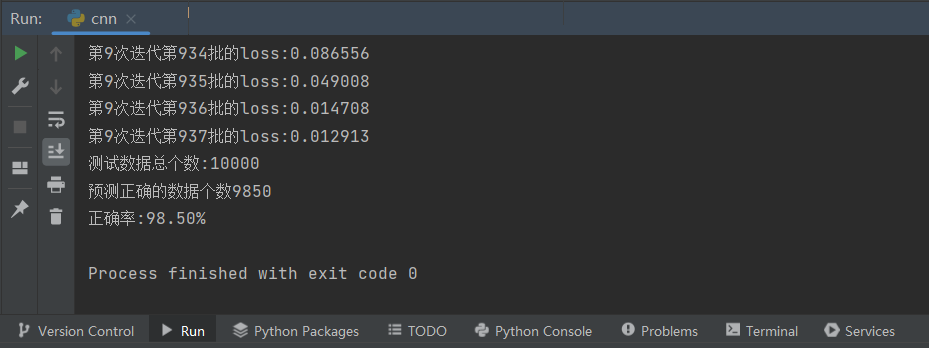 Run: cnn
第9次迭代第934批的loss:0.086556
第9次迭代第935批的loss:0.049008
第9次迭代第936批的loss:0.014708
第9次迭代第937批的loss:0.012913
测试数据总个数:10000
预测正确的数据个数9850
正确率:98.50%
Process finished with exit code 0
Version Control Run Python Packages TODO Python Console Problems Terminal Services